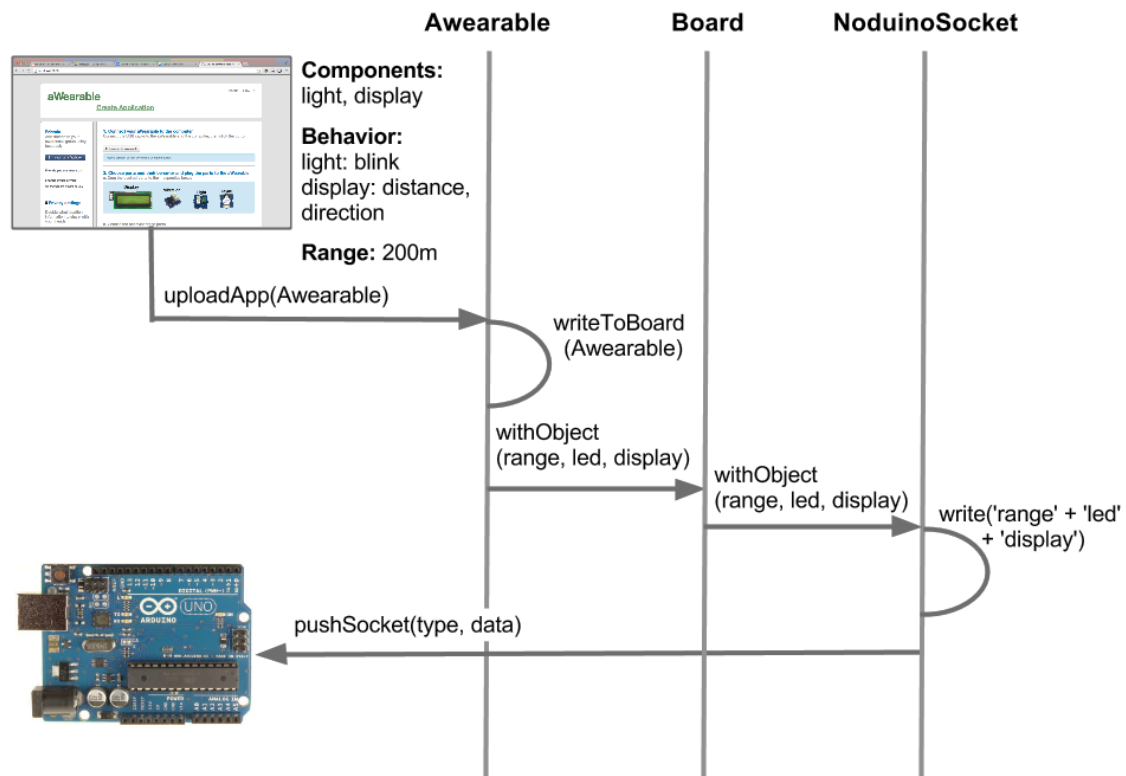 Awearable
Board
NoduinoSocket
aWearable
Create Application
Components:
light, display
Behavior:
light: blink
display: distance,
direction
Range: 200m
uploadApp(Awearable)
writeToBoard
(Awearable)
withObject
(range, led, display)
withObject
(range, led, display)
write('range' + 'led'
+ 'display')
pushSocket(type, data)
UNO
ARDUINO